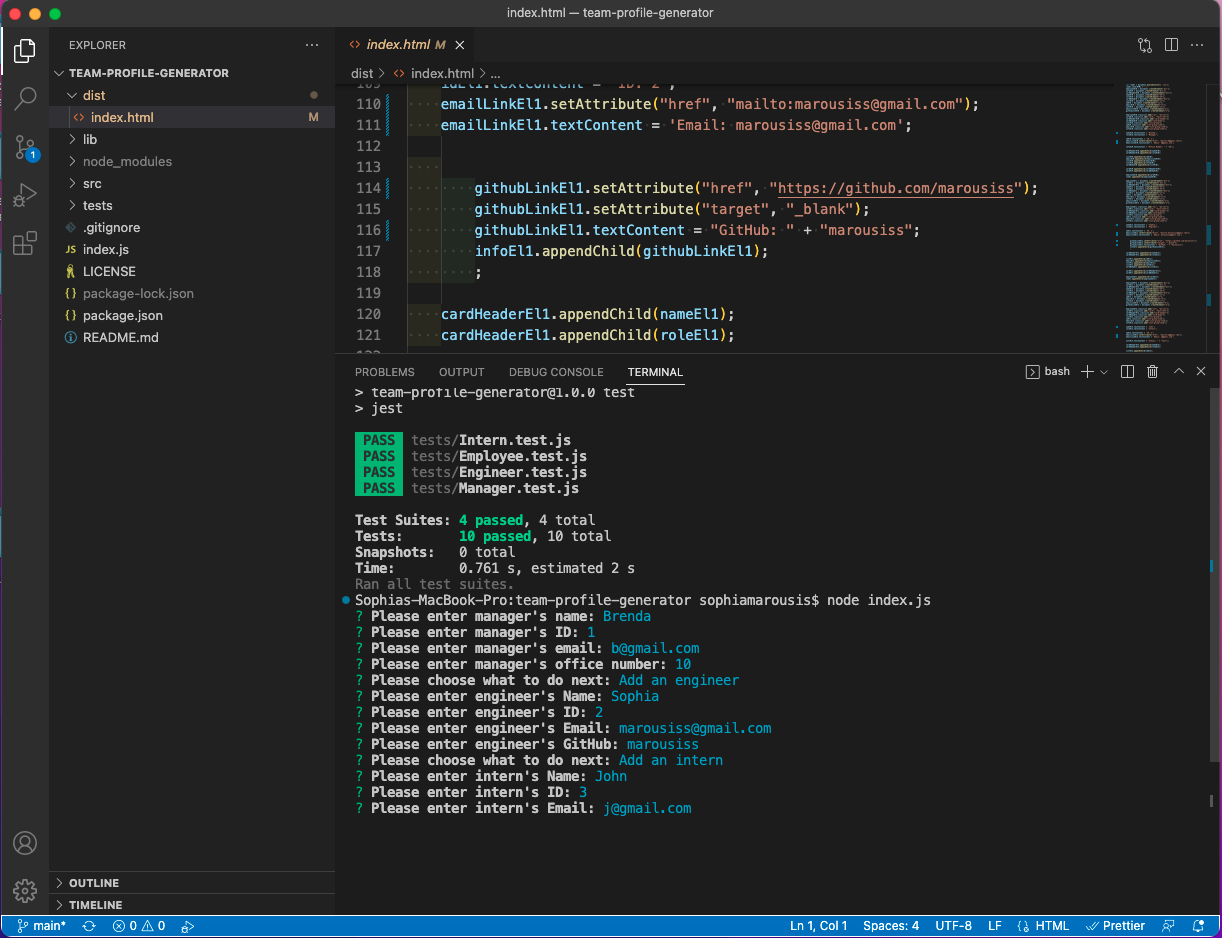 index.html — team-profile-generator
EXPLORER
TEAM-PROFILE-GENERATOR
dist
index.html M
lib
node_modules
src
tests
.gitignore
JS index.js
LICENSE
{} package-lock.json
{} package.json
README.md
OUTLINE
TIMELINE
1
<> index.html M
dist > <> index.html > ...
109 idEl1.textContent = 'ID: 2';
110 emailLinkEl1.setAttribute("href", "mailto:marousiss@gmail.com");
111 emailLinkEl1.textContent = 'Email: marousiss@gmail.com';
112
113
114 githubLinkEl1.setAttribute("href", "https://github.com/marousiss");
115 githubLinkEl1.setAttribute("target", "_blank");
116 githubLinkEl1.textContent = "GitHub: " + "marousiss";
117 infoEl1.appendChild(githubLinkEl1);
118 ;
119
120 cardHeaderEl1.appendChild(nameEl1);
121 cardHeaderEl1.appendChild(roleEl1);
122
PROBLEMS OUTPUT DEBUG CONSOLE TERMINAL bash
> team-profile-generator@1.0.0 test
> jest
PASS tests/Intern.test.js
PASS tests/Employee.test.js
PASS tests/Engineer.test.js
PASS tests/Manager.test.js
Test Suites: 4 passed, 4 total
Tests: 10 passed, 10 total
Snapshots: 0 total
Time: 0.761 s, estimated 2 s
Ran all test suites.
Sophias-MacBook-Pro:team-profile-generator sophiamarousis$ node index.js
? Please enter manager's name: Brenda
? Please enter manager's ID: 1
? Please enter manager's email: b@gmail.com
? Please enter manager's office number: 10
? Please choose what to do next: Add an engineer
? Please enter engineer's Name: Sophia
? Please enter engineer's ID: 2
? Please enter engineer's Email: marousiss@gmail.com
? Please enter engineer's GitHub: marousiss
? Please choose what to do next: Add an intern
? Please enter intern's Name: John
? Please enter intern's ID: 3
? Please enter intern's Email: j@gmail.com
main* 0 0 Ln 1, Col 1 Spaces: 4 UTF-8 LF {} HTML Prettier